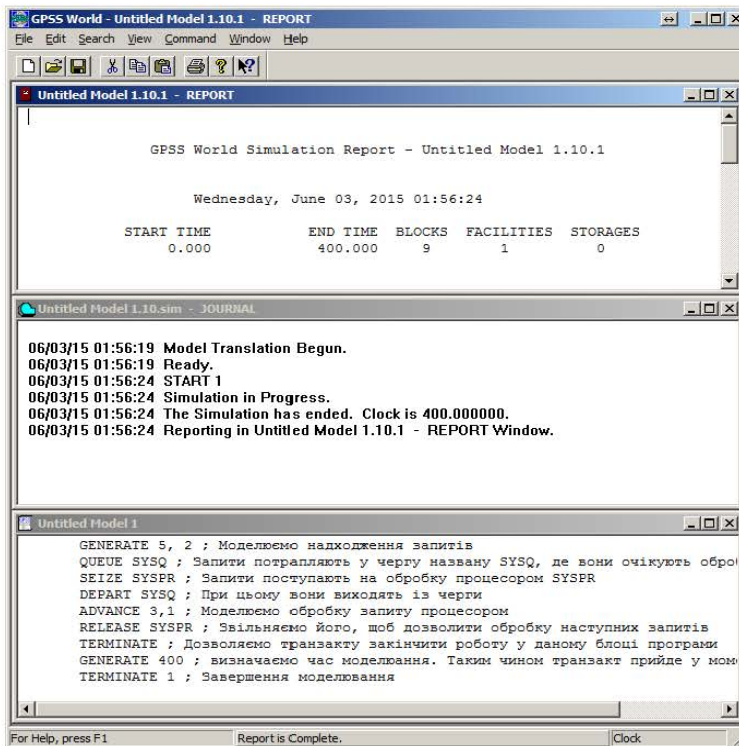 GPSS World - Untitled Model 1.10.1 - REPORT
File Edit Search View Command Window Help
Untitled Model 1.10.1 - REPORT
GPSS World Simulation Report - Untitled Model 1.10.1
Wednesday, June 03, 2015 01:56:24
START TIME END TIME BLOCKS FACILITIES STORAGES
0.000 400.000 9 1 0
Untitled Model 1.10.sim - JOURNAL
06/03/15 01:56:19 Model Translation Begun.
06/03/15 01:56:19 Ready.
06/03/15 01:56:24 START 1
06/03/15 01:56:24 Simulation in Progress.
06/03/15 01:56:24 The Simulation has ended. Clock is 400.000000.
06/03/15 01:56:24 Reporting in Untitled Model 1.10.1 - REPORT Window.
Untitled Model 1
GENERATE 5, 2 ; Моделюємо надходження запитів
QUEUE SYSQ ; Запити потрапляють у чергу названу SYSQ, де вони очікують
SEIZE SYSPR ; Запити поступають на обробку процесором SYSPR
DEPART SYSQ ; При цьому вони виходять із черги
ADVANCE 3,1 ; Моделюємо обробку запиту процесором
RELEASE SYSPR ; Звільняємо його, щоб дозволити обробку наступних запитів
TERMINATE ; Дозволяємо транзакту закінчити роботу у даному блоці програми
GENERATE 400 ; визначаємо час моделюання. Таким чином транзакт прийде у
TERMINATE 1 ; Завершення моделювання
For Help, press F1 Report is Complete. Clock